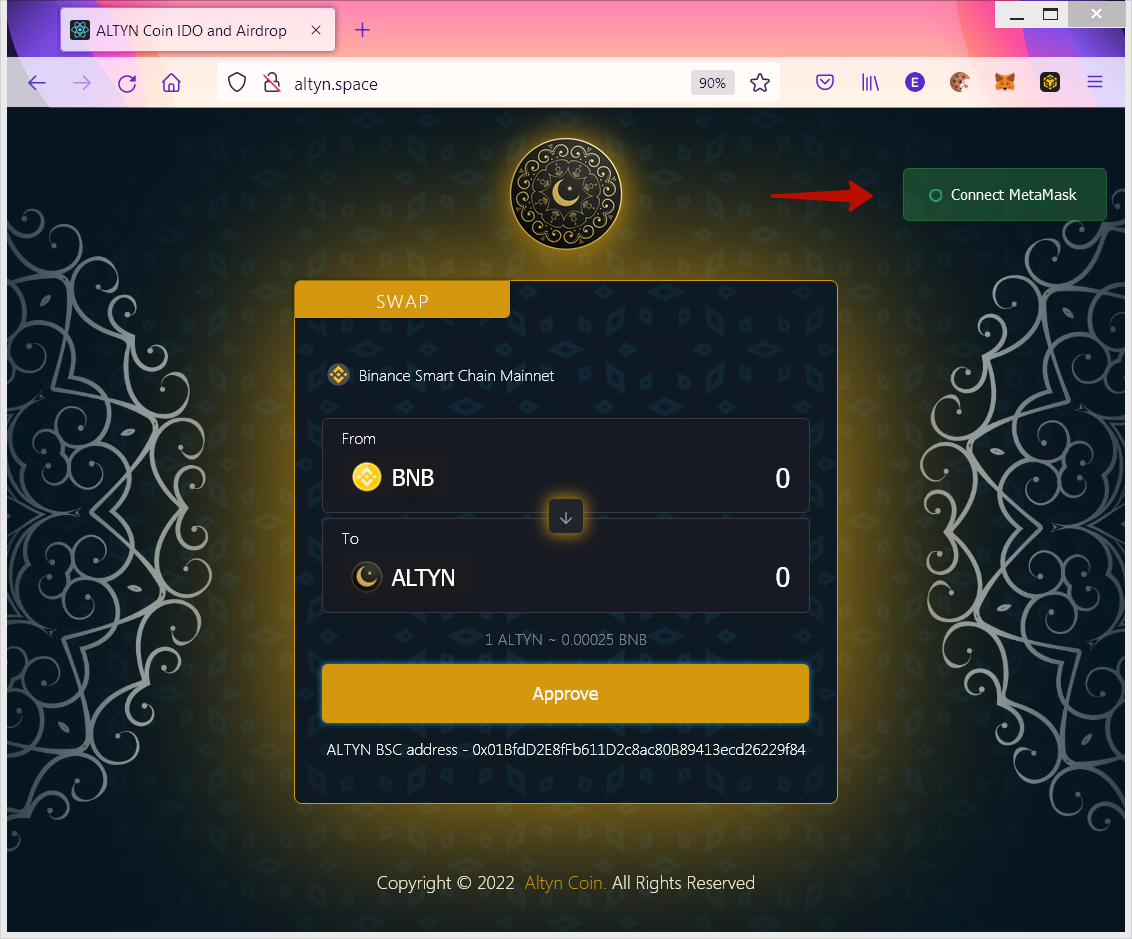 ALTYN Coin IDO and Airdrop
altyn.space
90%
E
Connect MetaMask
SWAP
Binance Smart Chain Mainnet
From
BNB 0
To
ALTYN 0
1 ALTYN ~ 0.00025 BNB
Approve
ALTYN BSC address - 0x01BfdD2E8fFb611D2c8ac80B89413ecd26229f84
Copyright © 2022 Altyn Coin. All Rights Reserved